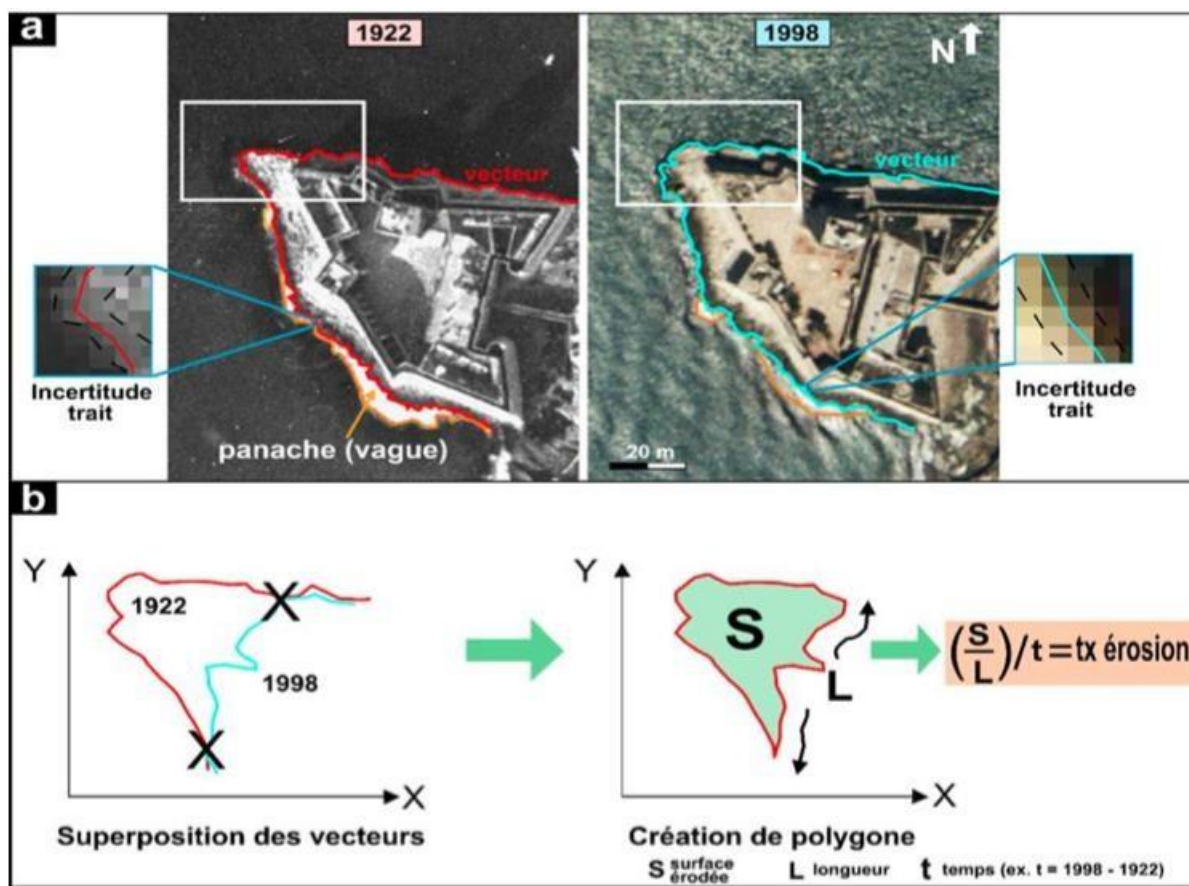 a
1922
1998
N
vecteur
vecteur
Incertitude
trait
Incertitude
trait
panache (vague)
20 m
b
Y
1922
1998
X
X
X
Superposition des vecteurs
Y
S
L
X
Création de polygone
(S/L)/t=tx érosion
S surface érodée L longueur t temps (ex. t = 1998 - 1922)